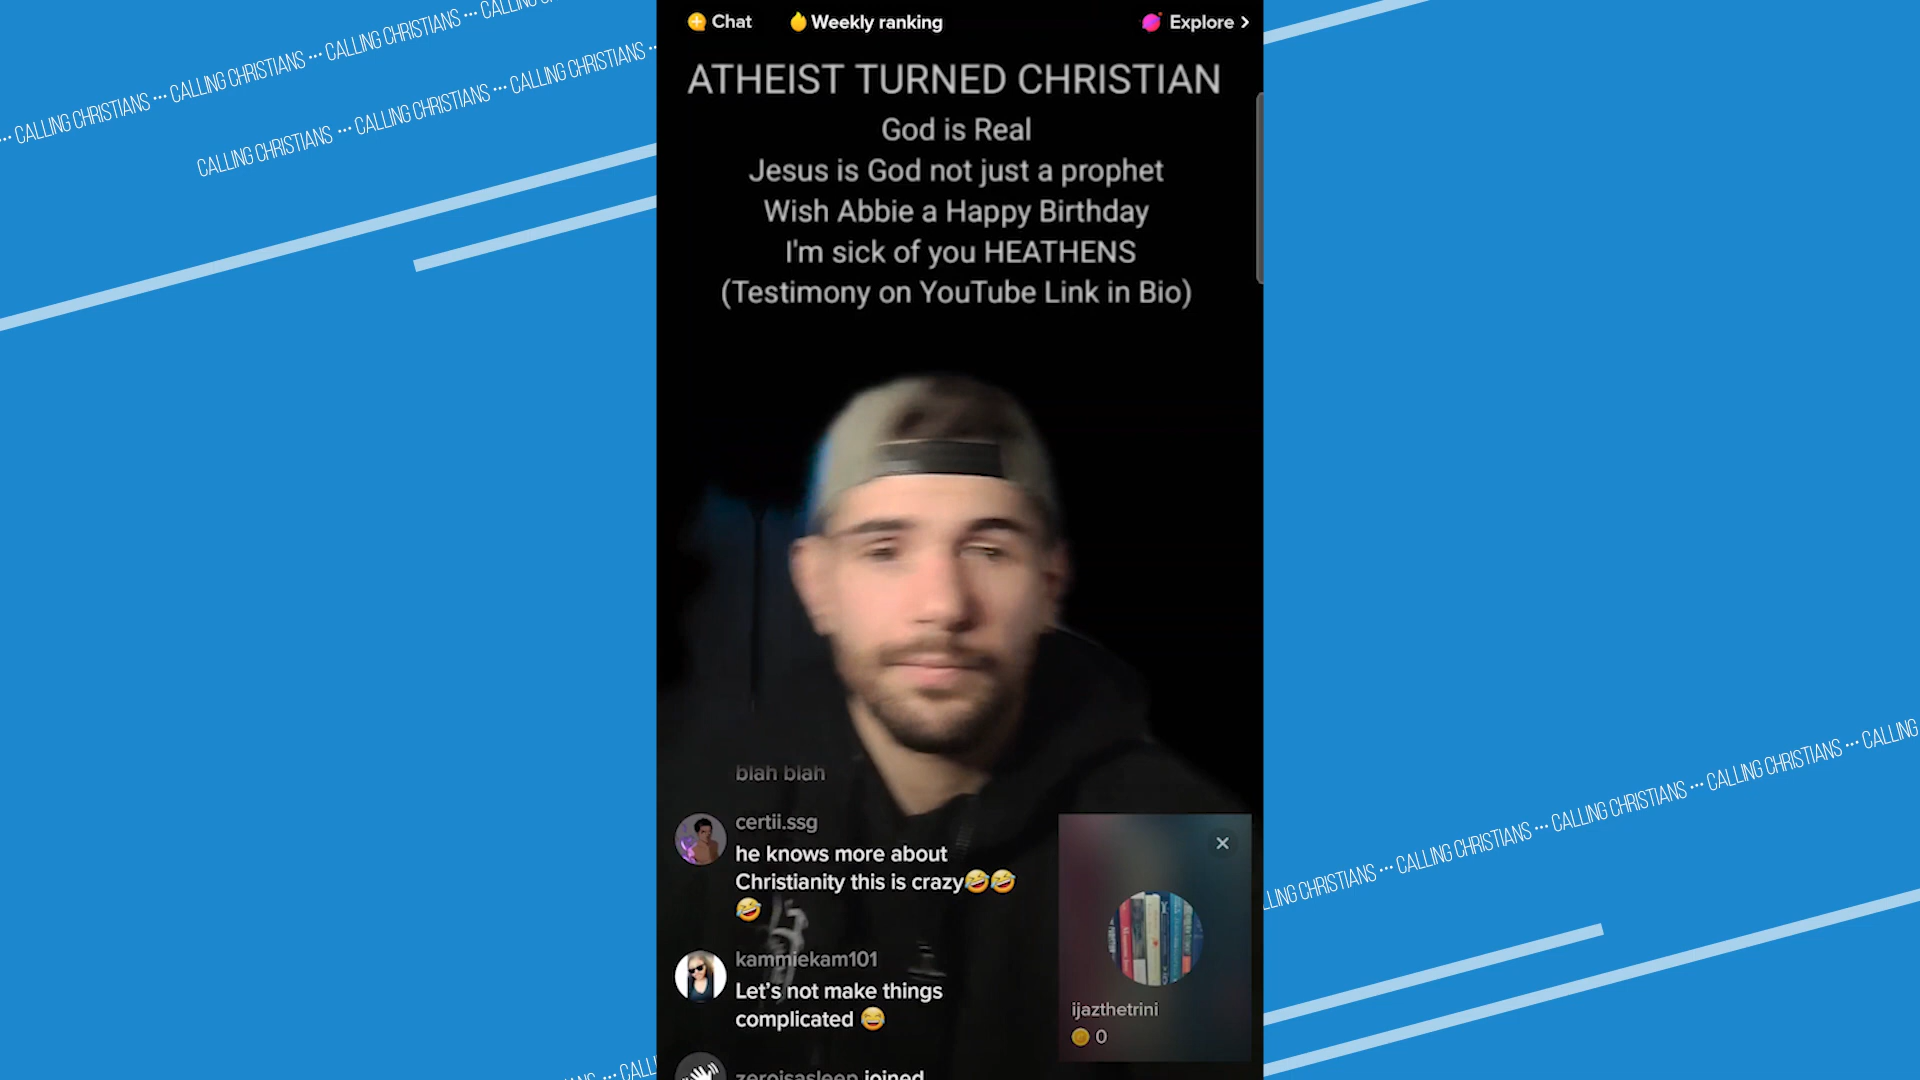 CALLING CHRISTIANS ••• CALLING CHRISTIANS ••• CALLING CHRISTIANS ••• CALLING
CALLING CHRISTIANS ••• CALLING CHRISTIANS ••• CALLING CHRISTIANS
Chat
Weekly ranking
Explore >
ATHEIST TURNED CHRISTIAN
God is Real
Jesus is God not just a prophet
Wish Abbie a Happy Birthday
I'm sick of you HEATHENS
(Testimony on YouTube Link in Bio)
blah blah
certii.ssg
he knows more about
Christianity this is crazy🤣🤣
🤣
kammiekam101
Let's not make things
complicated 😂
zeroisasleep joined
ijazthetrini
0
CALLING CHRISTIANS ••• CALLING CHRISTIANS ••• CALLING CHRISTIANS ••• CALLING